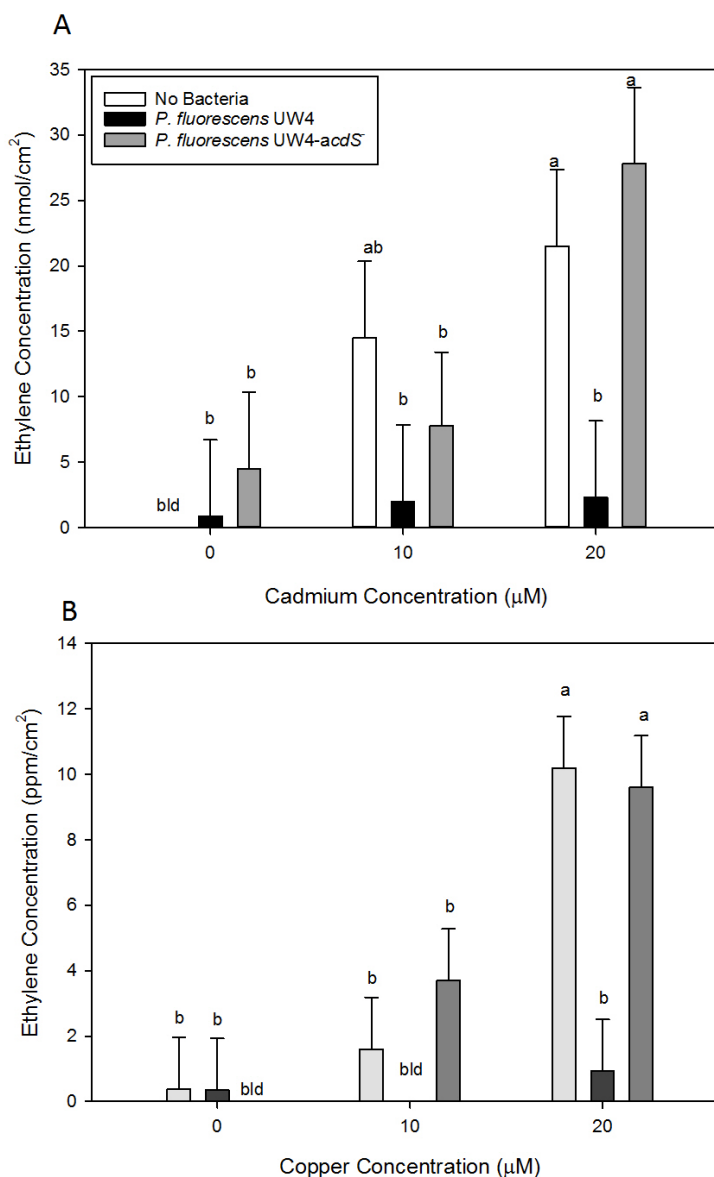 A
35
30
25
20
15
10
5
0
Ethylene Concentration (nmol/cm²)
No Bacteria
P. fluorescens UW4
P. fluorescens UW4-acdS⁻
bld
b
b
ab
b
b
a
b
a
0
10
20
Cadmium Concentration (µM)
B
14
12
10
8
6
4
2
0
Ethylene Concentration (ppm/cm²)
b
b
bld
b
bld
b
a
b
a
0
10
20
Copper Concentration (µM)